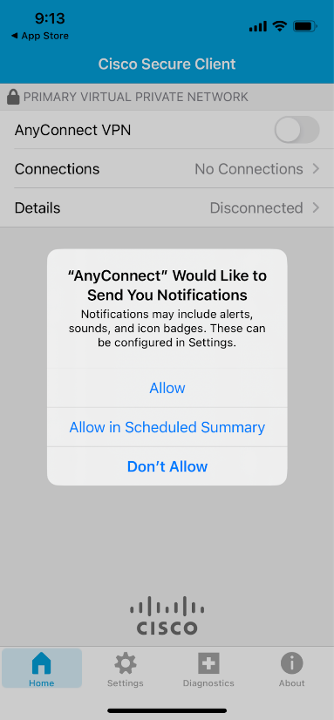 9:13
◀ App Store
Cisco Secure Client
PRIMARY VIRTUAL PRIVATE NETWORK
AnyConnect VPN
Connections No Connections >
Details Disconnected >
“AnyConnect” Would Like to
Send You Notifications
Notifications may include alerts,
sounds, and icon badges. These can
be configured in Settings.
Allow
Allow in Scheduled Summary
Don’t Allow
CISCO
Home Settings Diagnostics About